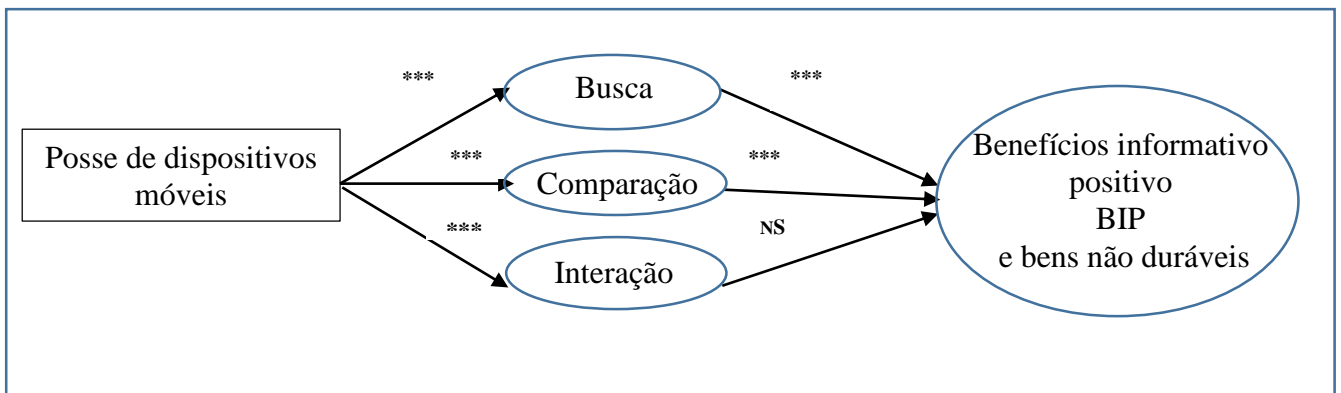 ***
Busca
***
Posse de dispositivos
móveis
***
Comparação
***
***
Interação
NS
Benefícios informativo
positivo
BIP
e bens não duráveis